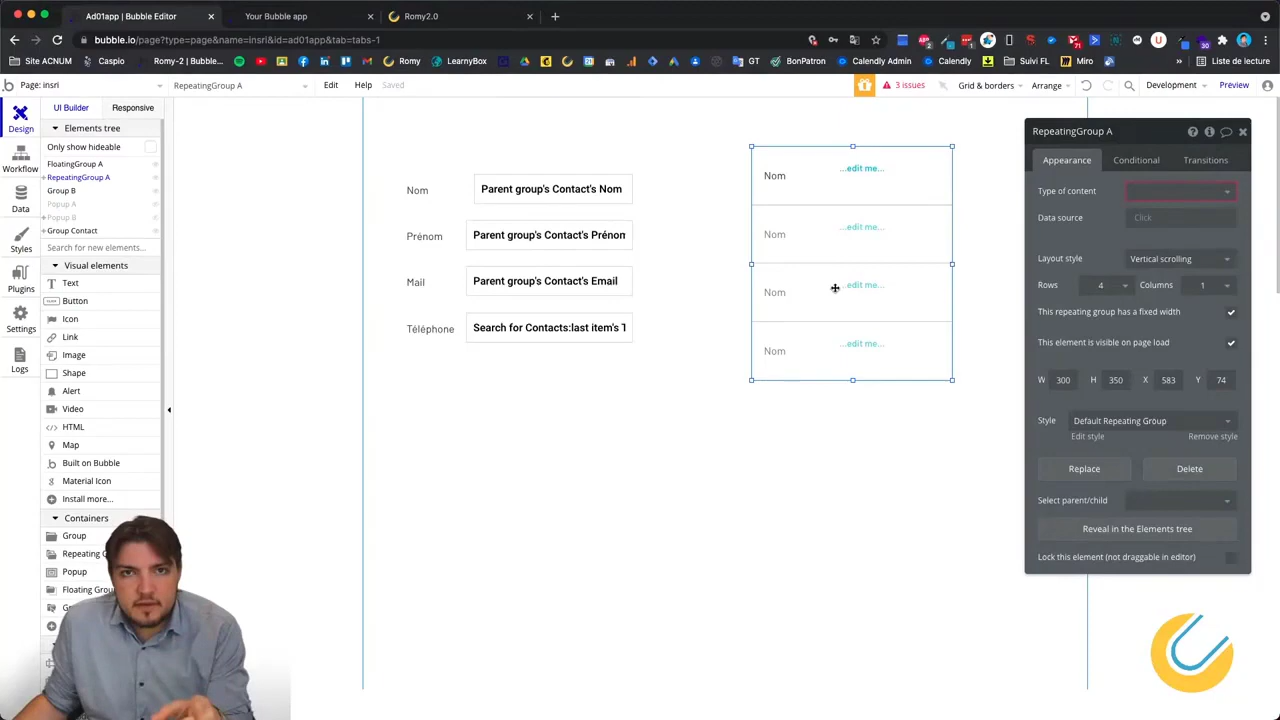 Ad01app | Bubble Editor
Your Bubble app
Romy2.0
bubble.io/page?type=page&name=insri&id=ad01app&tab=tabs-1
Site ACNUM
Caspio
Romy-2 | Bubble...
Romy
LearnyBox
GT
BonPatron
Calendly Admin
Calendly
Suivi FL
Miro
Liste de lecture
Page: insri
RepeatingGroup A
Edit
Help
Saved
3 issues
Grid & borders
Arrange
Development
Preview
Design
Workflow
Data
Styles
Plugins
Settings
Logs
UI Builder
Responsive
Elements tree
Only show hideable
FloatingGroup A
RepeatingGroup A
Group B
Popup A
Popup B
Group Contact
Search for new elements...
Visual elements
Text
Button
Icon
Link
Image
Shape
Alert
Video
HTML
Map
Built on Bubble
Material Icon
Install more...
Containers
Group
Repeating G
Popup
Floating Grou
Nom
Parent group's Contact's Nom
Prénom
Parent group's Contact's Prénom
Mail
Parent group's Contact's Email
Téléphone
Search for Contacts:last item's T
...edit me...
Nom
...edit me...
Nom
...edit me...
Nom
...edit me...
Nom
RepeatingGroup A
Appearance
Conditional
Transitions
Type of content
Data source
Click
Layout style
Vertical scrolling
Rows
4
Columns
1
This repeating group has a fixed width
This element is visible on page load
W
300
H
350
X
583
Y
74
Style
Default Repeating Group
Edit style
Remove style
Replace
Delete
Select parent/child
Reveal in the Elements tree
Lock this element (not draggable in editor)